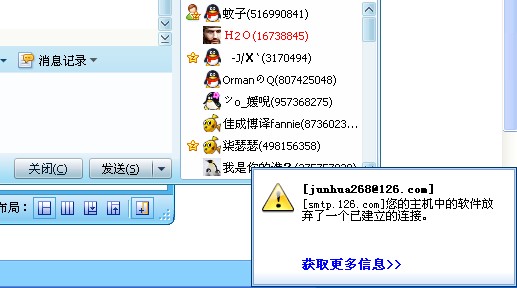 蚊子(516990841)
H2O(16738845)
-J/X`(3170494)
OrmanのQ(807425048)
ツo_嫒唲(957368275)
佳成博译fannie(8736023...
柒瑟瑟(498156358)
我是你的谁?(
消息记录
关闭(C) 发送(S)
布局:
[junhua268@126.com]
[smtp.126.com]您的主机中的软件放
弃了一个已建立的连接。
获取更多信息>>